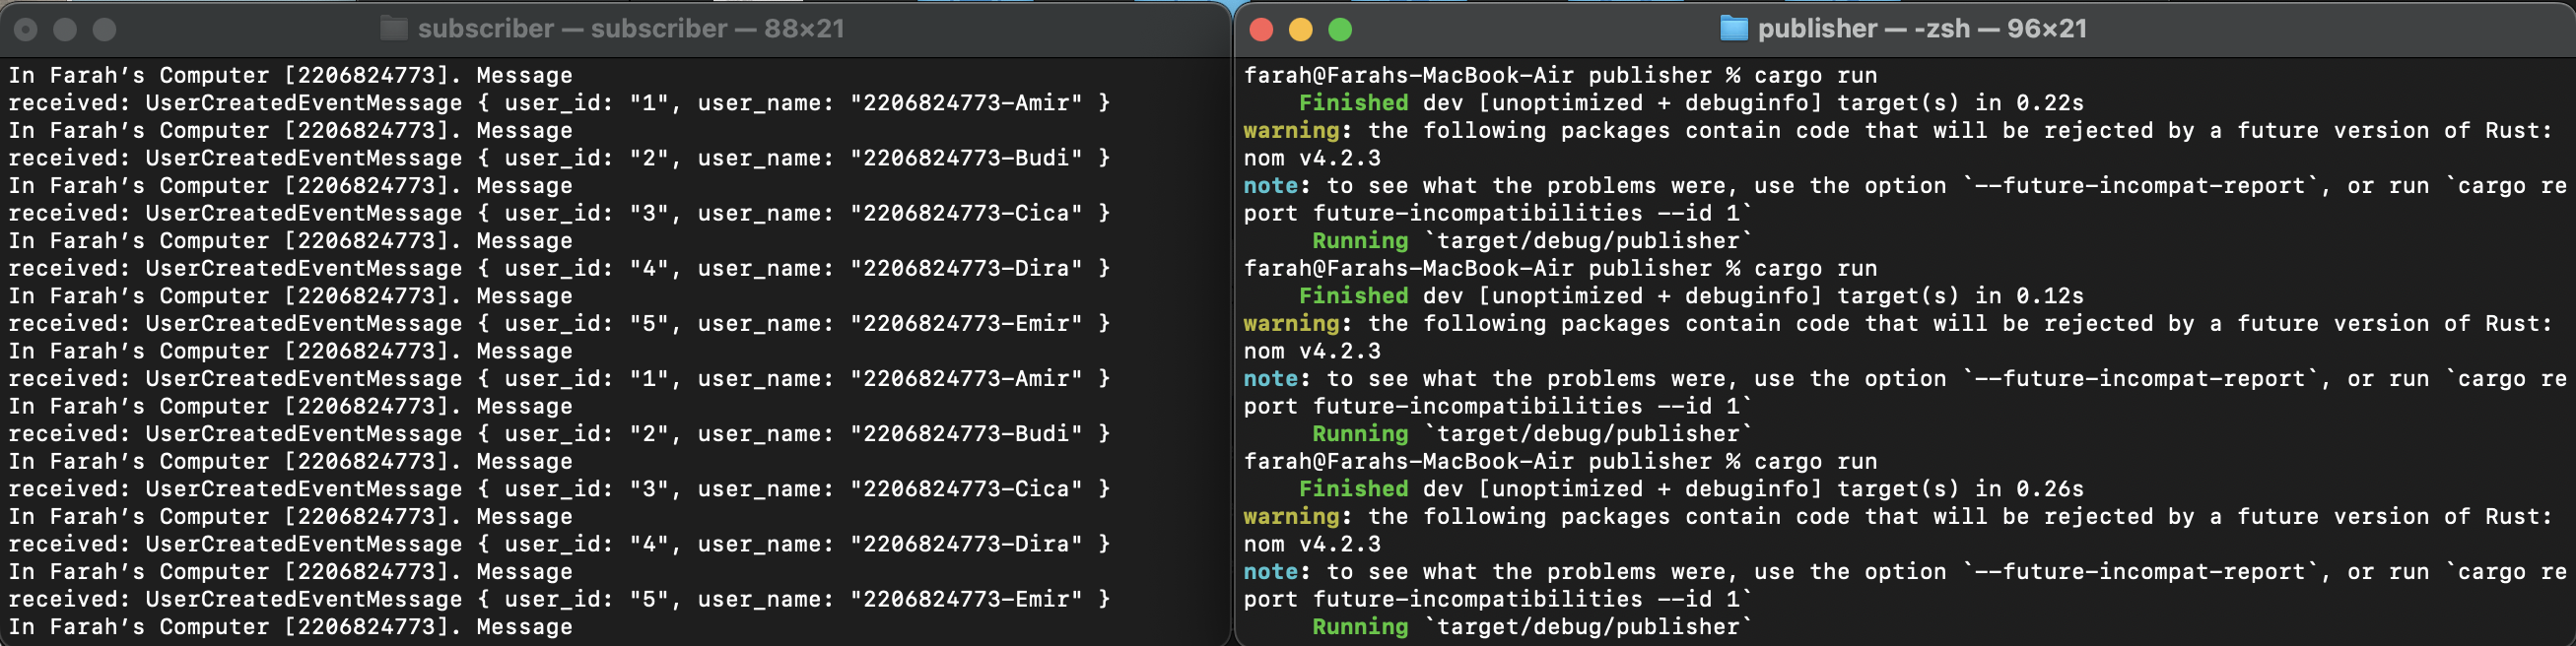 subscriber — subscriber — 88×21
In Farah’s Computer [2206824773]. Message
received: UserCreatedEventMessage { user_id: "1", user_name: "2206824773-Amir" }
In Farah’s Computer [2206824773]. Message
received: UserCreatedEventMessage { user_id: "2", user_name: "2206824773-Budi" }
In Farah’s Computer [2206824773]. Message
received: UserCreatedEventMessage { user_id: "3", user_name: "2206824773-Cica" }
In Farah’s Computer [2206824773]. Message
received: UserCreatedEventMessage { user_id: "4", user_name: "2206824773-Dira" }
In Farah’s Computer [2206824773]. Message
received: UserCreatedEventMessage { user_id: "5", user_name: "2206824773-Emir" }
In Farah’s Computer [2206824773]. Message
received: UserCreatedEventMessage { user_id: "1", user_name: "2206824773-Amir" }
In Farah’s Computer [2206824773]. Message
received: UserCreatedEventMessage { user_id: "2", user_name: "2206824773-Budi" }
In Farah’s Computer [2206824773]. Message
received: UserCreatedEventMessage { user_id: "3", user_name: "2206824773-Cica" }
In Farah’s Computer [2206824773]. Message
received: UserCreatedEventMessage { user_id: "4", user_name: "2206824773-Dira" }
In Farah’s Computer [2206824773]. Message
received: UserCreatedEventMessage { user_id: "5", user_name: "2206824773-Emir" }
In Farah’s Computer [2206824773]. Message
publisher — -zsh — 96×21
farah@Farahs-MacBook-Air publisher % cargo run
    Finished dev [unoptimized + debuginfo] target(s) in 0.22s
warning: the following packages contain code that will be rejected by a future version of Rust:
nom v4.2.3
note: to see what the problems were, use the option `--future-incompat-report`, or run `cargo re
port future-incompatibilities --id 1`
     Running `target/debug/publisher`
farah@Farahs-MacBook-Air publisher % cargo run
    Finished dev [unoptimized + debuginfo] target(s) in 0.12s
warning: the following packages contain code that will be rejected by a future version of Rust:
nom v4.2.3
note: to see what the problems were, use the option `--future-incompat-report`, or run `cargo re
port future-incompatibilities --id 1`
     Running `target/debug/publisher`
farah@Farahs-MacBook-Air publisher % cargo run
    Finished dev [unoptimized + debuginfo] target(s) in 0.26s
warning: the following packages contain code that will be rejected by a future version of Rust:
nom v4.2.3
note: to see what the problems were, use the option `--future-incompat-report`, or run `cargo re
port future-incompatibilities --id 1`
     Running `target/debug/publisher`